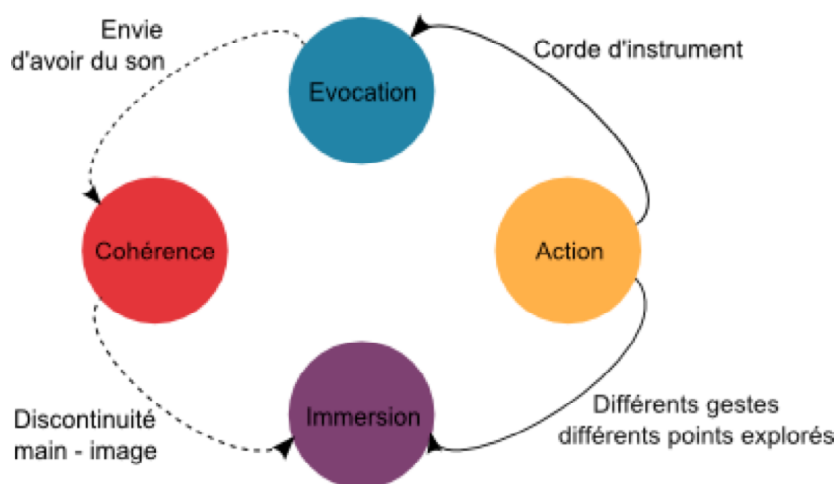 Envie
d'avoir du son
Corde d'instrument
Evocation
Cohérence
Action
Immersion
Discontinuité
main - image
Différents gestes
différents points explorés